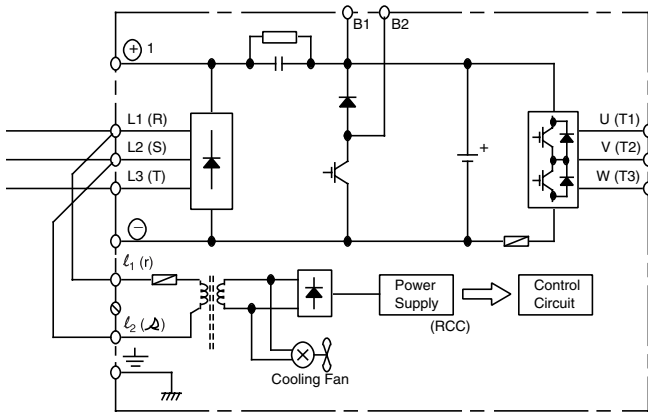 B1 B2
⊕ 1
L1 (R)
L2 (S)
L3 (T)
+
U (T1)
V (T2)
W (T3)
⊖
ℓ1 (r)
ℓ2 (s)
Power
Supply
(RCC)
Control
Circuit
Cooling Fan